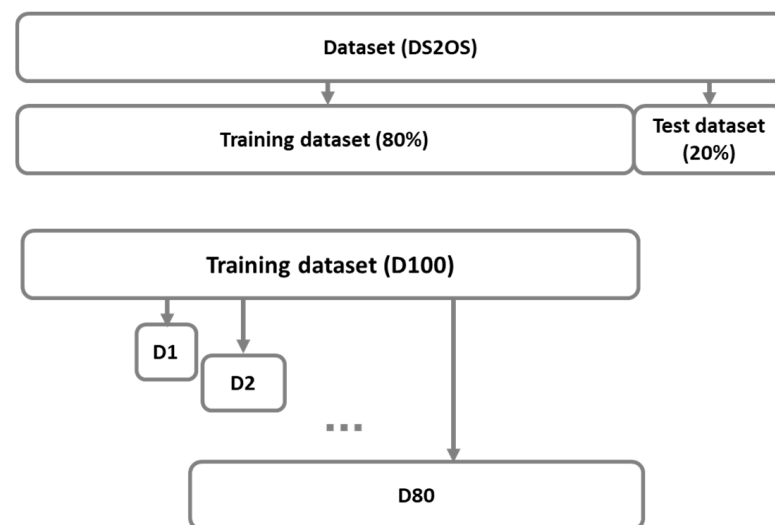 Dataset (DS2OS)
Training dataset (80%)
Test dataset
(20%)
Training dataset (D100)
D1
D2
...
D80